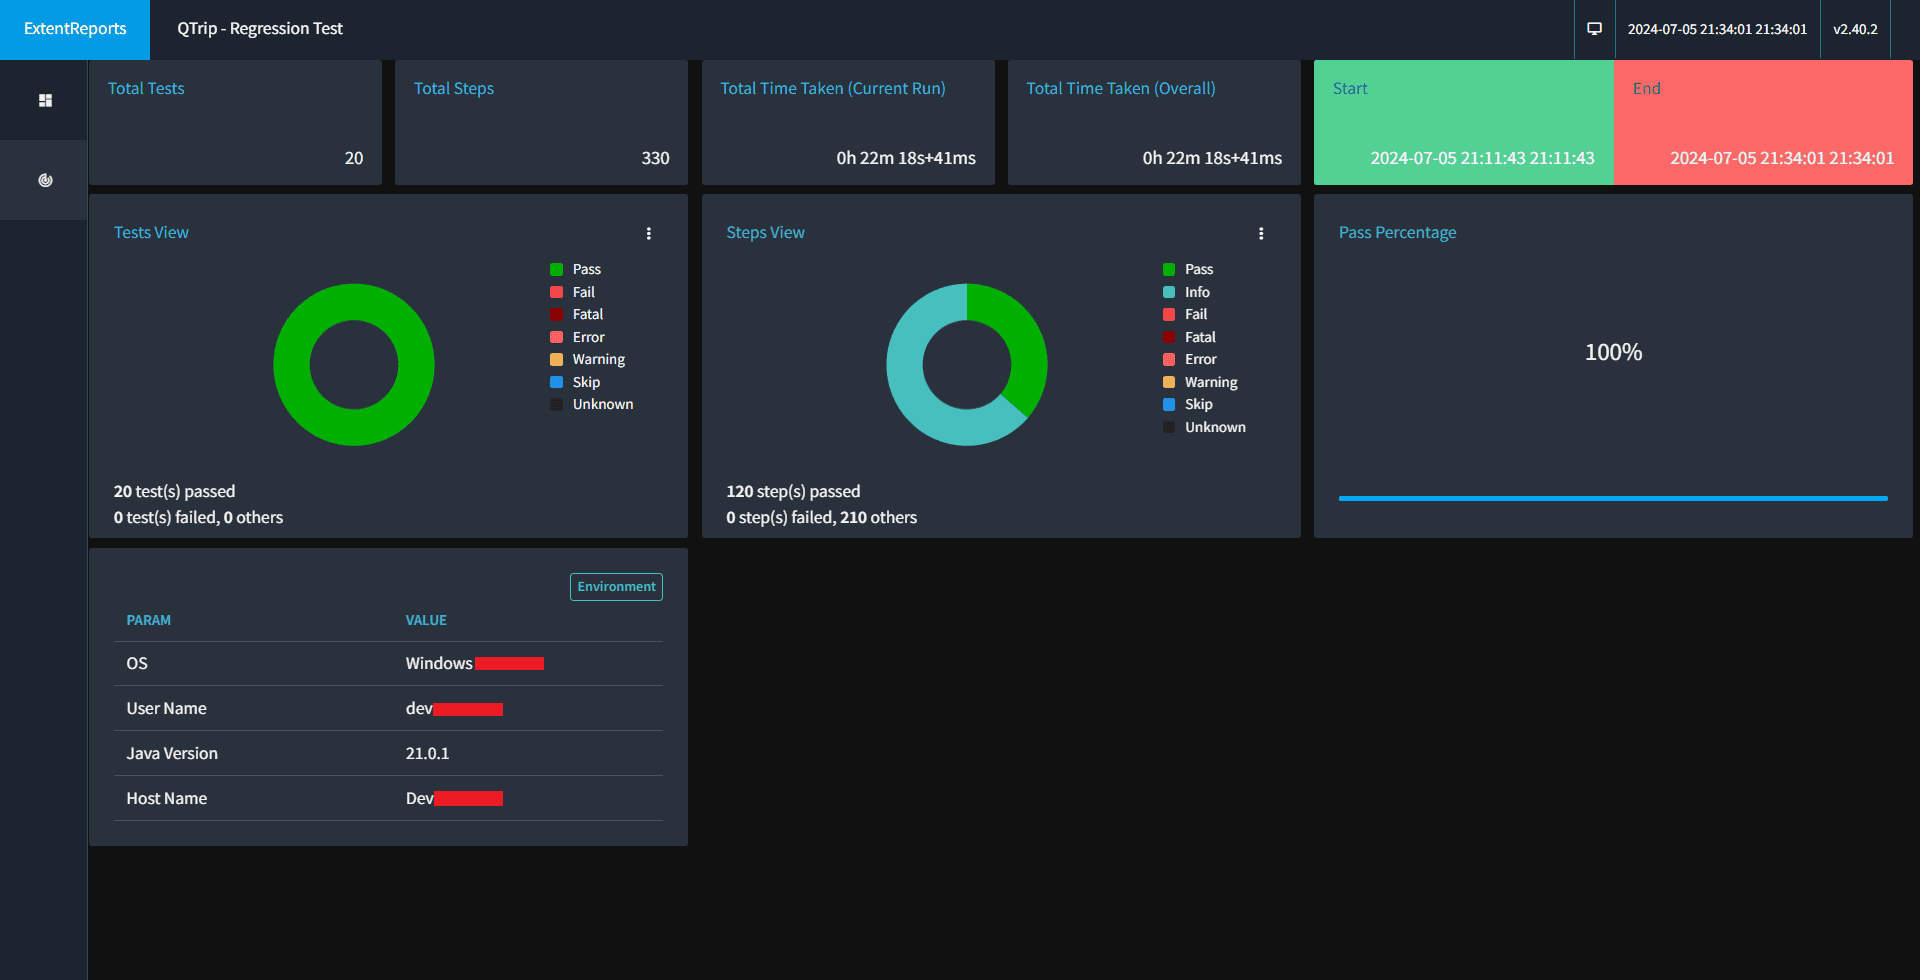 ExtentReports
QTrip - Regression Test
2024-07-05 21:34:01 21:34:01
v2.40.2
Total Tests
20
Total Steps
330
Total Time Taken (Current Run)
0h 22m 18s+41ms
Total Time Taken (Overall)
0h 22m 18s+41ms
Start
2024-07-05 21:11:43 21:11:43
End
2024-07-05 21:34:01 21:34:01
Tests View
Pass
Fail
Fatal
Error
Warning
Skip
Unknown
20 test(s) passed
0 test(s) failed, 0 others
Steps View
Pass
Info
Fail
Fatal
Error
Warning
Skip
Unknown
120 step(s) passed
0 step(s) failed, 210 others
Pass Percentage
100%
Environment
PARAM VALUE
OS Windows
User Name dev
Java Version 21.0.1
Host Name Dev